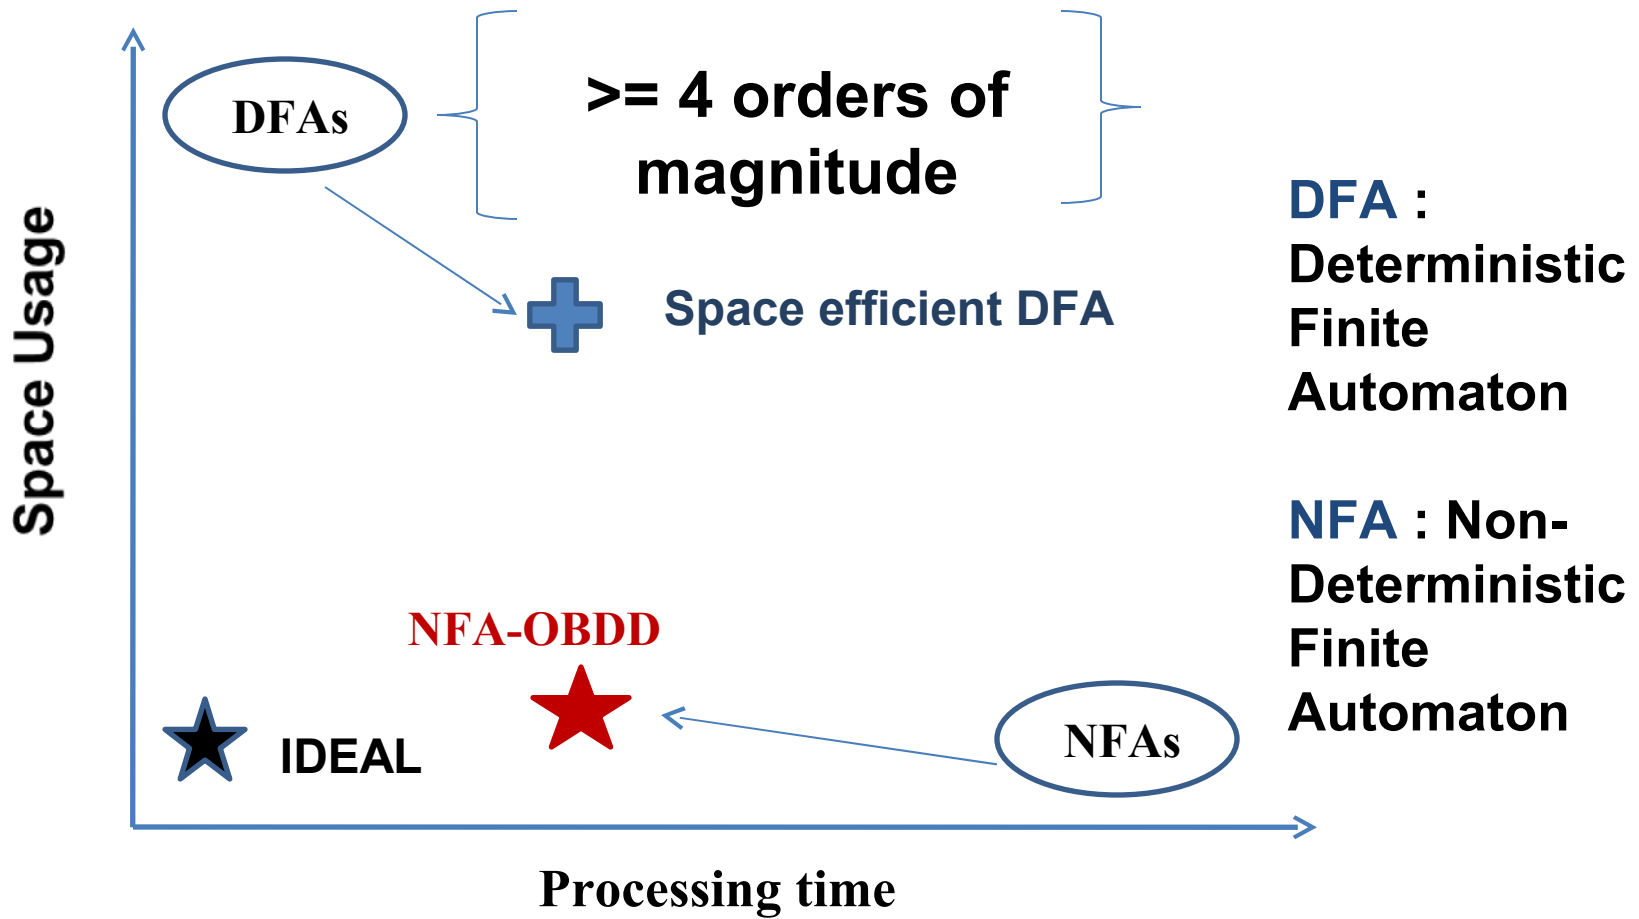 DFAs
>= 4 orders of
magnitude
Space efficient DFA
Space Usage
NFA-OBDD
IDEAL
NFAs
Processing time
DFA :
Deterministic
Finite
Automaton
NFA : Non-
Deterministic
Finite
Automaton